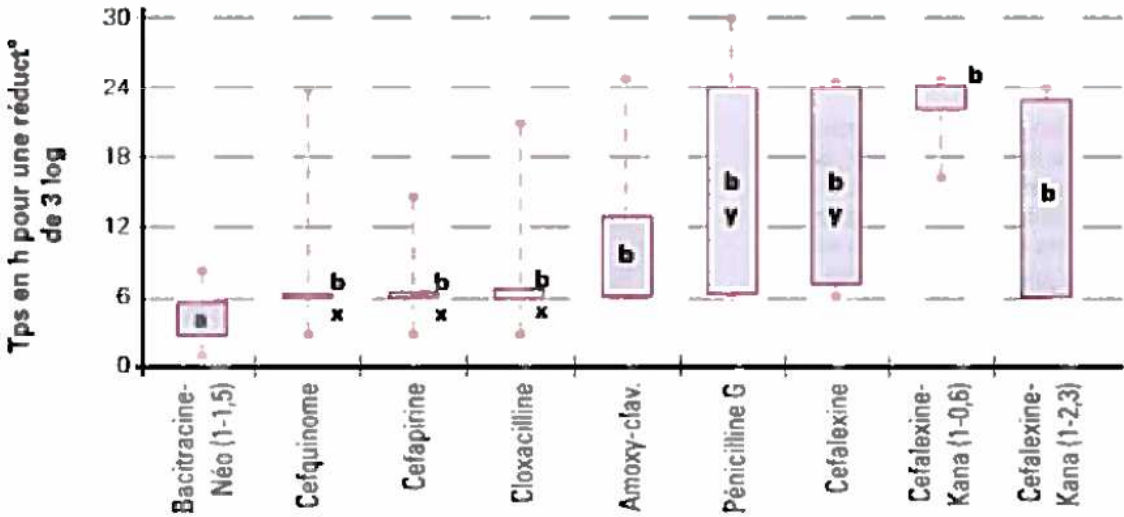 Tps en h pour une réduct°
de 3 log
30
24
18
12
6
0
a
b
x
b
x
b
x
b
b
y
b
y
b
b
Bacitracine-
Néo (1-1,5)
Cefquinome
Cefapirine
Cloxacilline
Amoxy-clav.
Pénicilline G
Cefalexine
Cefalexine-
Kana (1-0,6)
Cefalexine-
Kana (1-2,3)